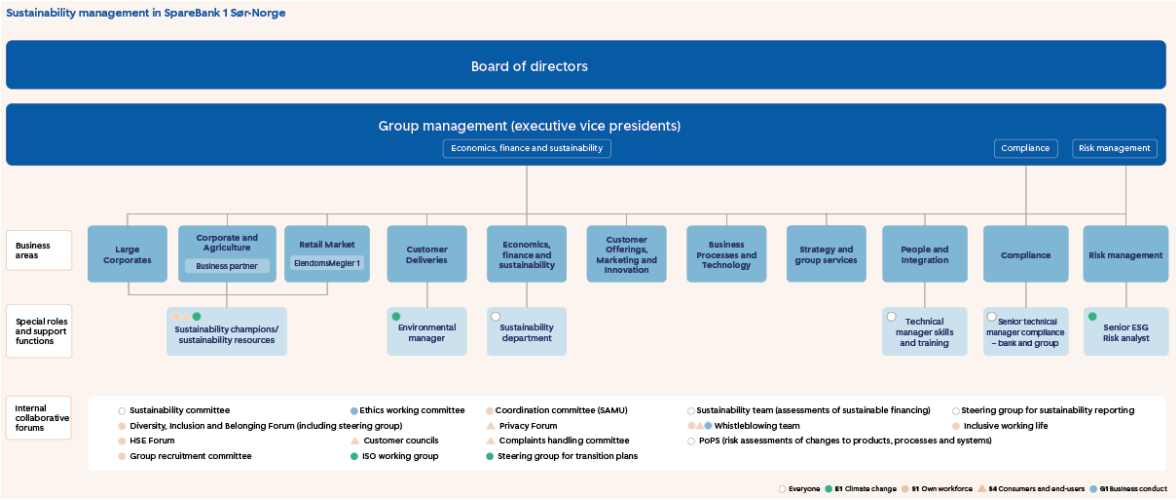 Sustainability management in SpareBank 1 Sør-Norge
Board of directors
Group management (executive vice presidents)
Economics, finance and sustainability
Compliance
Risk management
Business
areas
Large
Corporates
Corporate and
Agriculture
Business partner
Retail Market
EiendomsMegler 1
Customer
Deliveries
Economics,
finance and
sustainability
Customer
Offerings,
Marketing and
Innovation
Business
Processes and
Technology
Strategy and
group services
People and
Integration
Compliance
Risk management
Special roles
and support
functions
Sustainability champions/
sustainability resources
Environmental
manager
Sustainability
department
Technical
manager skills
and training
Senior technical
manager compliance
– bank and group
Senior ESG
Risk analyst
Internal
collaborative
forums
Sustainability committee
Diversity, Inclusion and Belonging Forum (including steering group)
HSE Forum
Group recruitment committee
Ethics working committee
Customer councils
ISO working group
Coordination committee (SAMU)
Privacy Forum
Complaints handling committee
Steering group for transition plans
Sustainability team (assessments of sustainable financing)
Whistleblowing team
PoPS (risk assessments of changes to products, processes and systems)
Steering group for sustainability reporting
Inclusive working life
Everyone E1 Climate change S1 Own workforce S4 Consumers and end-users G1 Business conduct